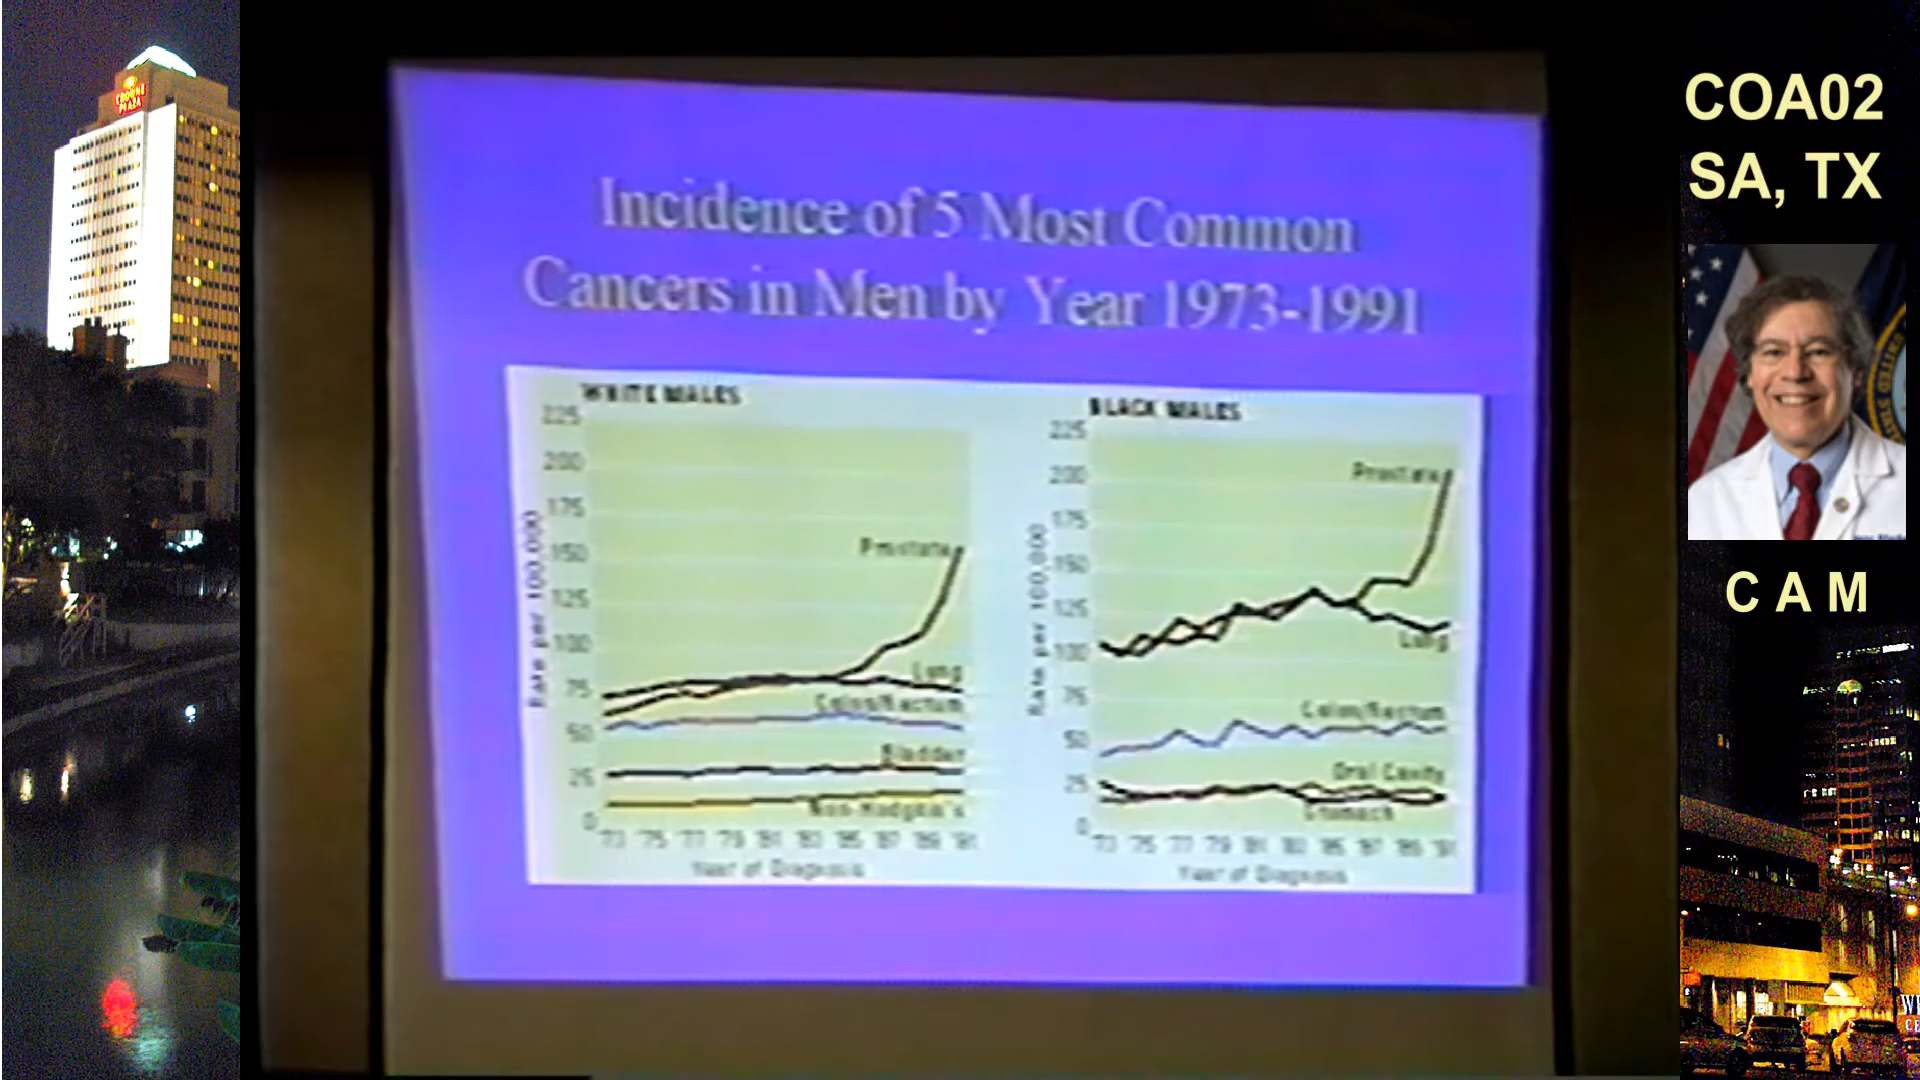 CROWNE
PLAZA
Incidence of 5 Most Common
Cancers in Men by Year 1973-1991
WHITE MALES
225
200
175
150
125
100
75
50
25
0
Rate per 100,000
Prostate
Lung
Colon/Rectum
Bladder
Non-Hodgkin's
73 75 77 79 81 83 85 87 89 91
Year of Diagnosis
BLACK MALES
225
200
175
150
125
100
75
50
25
0
Rate per 100,000
Prostate
Lung
Colon/Rectum
Oral Cavity
Stomach
73 75 77 79 81 83 85 87 89 91
Year of Diagnosis
COA02
SA, TX
CAM